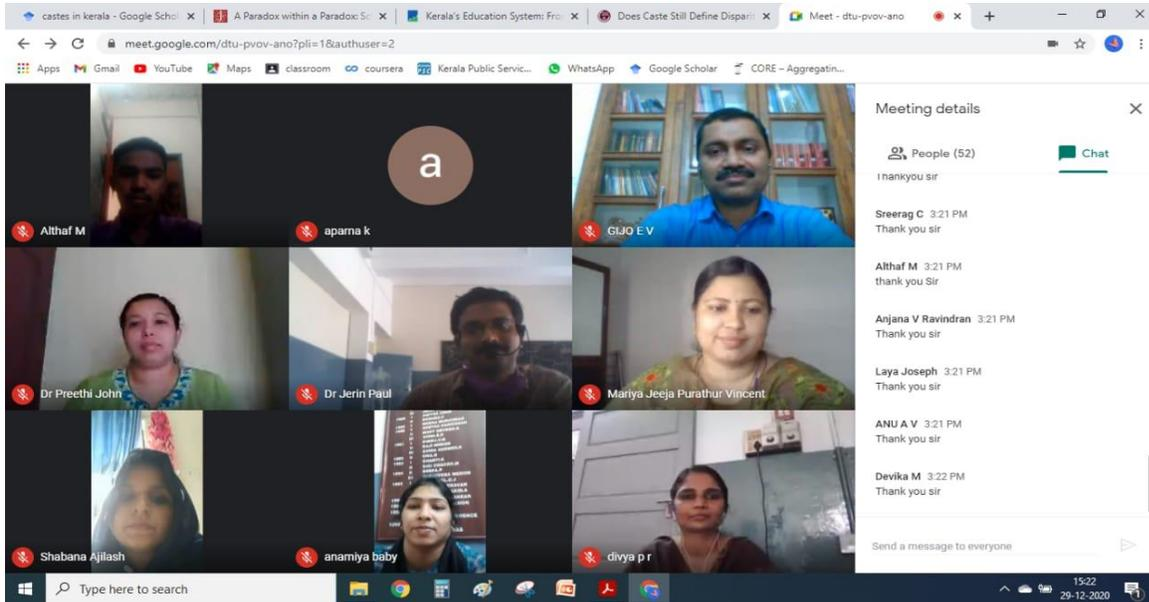 castes in kerala - Google Schol
A Paradox within a Paradox: Sc
Kerala's Education System: Fro
Does Caste Still Define Disparit
Meet - dtu-pvov-ano
meet.google.com/dtu-pvov-ano?pli=1&authuser=2
Apps Gmail YouTube Maps classroom coursera Kerala Public Servic... WhatsApp Google Scholar CORE – Aggregatin...
a
Althaf M
aparna k
GIJO E V
Dr Preethi John
Dr Jerin Paul
Mariya Jeeja Purathur Vincent
Shabana Ajilash
anamiya baby
divya p r
Meeting details
People (52)
Chat
Thankyou sir
Sreerag C 3:21 PM
Thank you sir
Althaf M 3:21 PM
thank you Sir
Anjana V Ravindran 3:21 PM
Thank you sir
Laya Joseph 3:21 PM
Thank you sir
ANU A V 3:21 PM
Thank you sir
Devika M 3:22 PM
Thank you sir
Send a message to everyone
Type here to search
15:22
29-12-2020